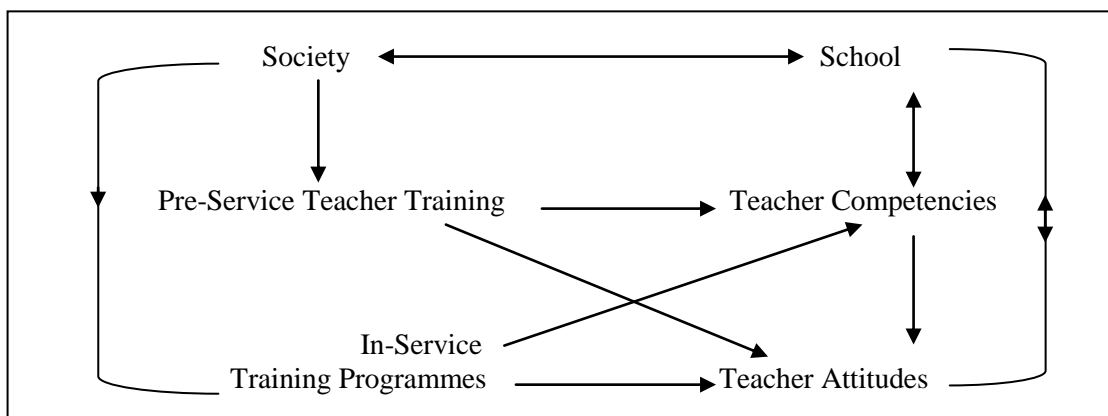 Society School
Pre-Service Teacher Training Teacher Competencies
In-Service
Training Programmes Teacher Attitudes